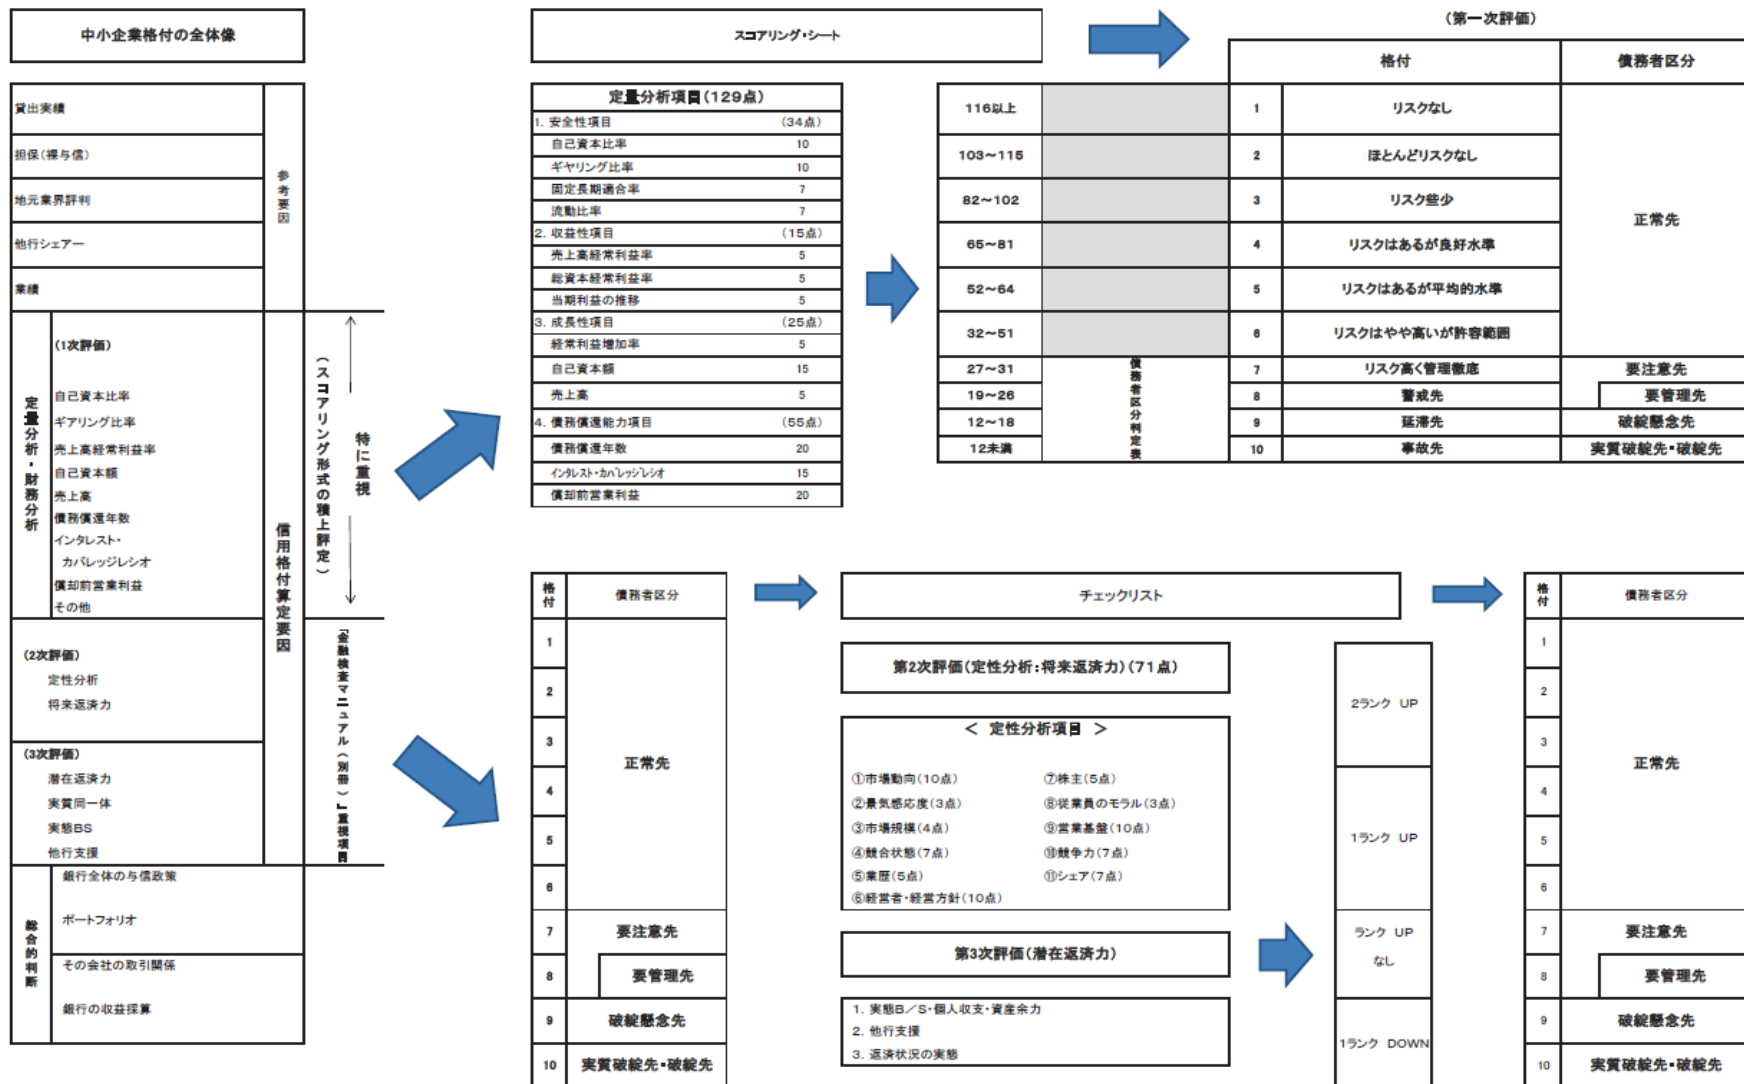 中小企業格付の全体像
貸出実績
担保(裸与信)
地元業界評判
他行シェアー
業績
参考要因
定量分析・財務分析
(1次評価)
自己資本比率
ギアリング比率
売上高経常利益率
自己資本額
売上高
債務償還年数
インタレスト・
カバレッジレシオ
償却前営業利益
その他
(2次評価)
定性分析
将来返済力
(3次評価)
潜在返済力
実質同一体
実態BS
他行支援
信用格付算定要因
(スコアリング形式の積上評定)
特に重視
「金融検査マニュアル(別冊)」重視項目
総合的判断
銀行全体の与信政策
ポートフォリオ
その会社の取引関係
銀行の収益採算
スコアリング・シート
定量分析項目(129点)
1. 安全性項目 (34点)
自己資本比率 10
ギヤリング比率 10
固定長期適合率 7
流動比率 7
2. 収益性項目 (15点)
売上高経常利益率 5
総資本経常利益率 5
当期利益の推移 5
3. 成長性項目 (25点)
経常利益増加率 5
自己資本額 15
売上高 5
4. 債務償還能力項目 (55点)
債務償還年数 20
インタレスト・カバレッジレシオ 15
償却前営業利益 20
(第一次評価)
格付 債務者区分
116以上 1 リスクなし
103~115 2 ほとんどリスクなし
82~102 3 リスク些少
65~81 4 リスクはあるが良好水準
52~64 5 リスクはあるが平均的水準
32~51 6 リスクはやや高いが許容範囲
正常先
27~31 7 リスク高く管理徹底 要注意先
19~26 8 警戒先 要管理先
12~18 9 延滞先 破綻懸念先
12未満 10 事故先 実質破綻先・破綻先
債務者区分判定表
格付 債務者区分
1
2
3
4
5
6
正常先
7 要注意先
8 要管理先
9 破綻懸念先
10 実質破綻先・破綻先
チェックリスト
第2次評価(定性分析:将来返済力)(71点)
< 定性分析項目 >
①市場動向(10点) ⑦株主(5点)
②景気感応度(3点) ⑧従業員のモラル(3点)
③市場規模(4点) ⑨営業基盤(10点)
④競合状態(7点) ⑩競争力(7点)
⑤業歴(5点) ⑪シェア(7点)
⑥経営者・経営方針(10点)
第3次評価(潜在返済力)
1. 実態B/S・個人収支・資産余力
2. 他行支援
3. 返済状況の実態
2ランク UP
1ランク UP
ランク UP
なし
1ランク DOWN
格付 債務者区分
1
2
3
4
5
6
正常先
7 要注意先
8 要管理先
9 破綻懸念先
10 実質破綻先・破綻先